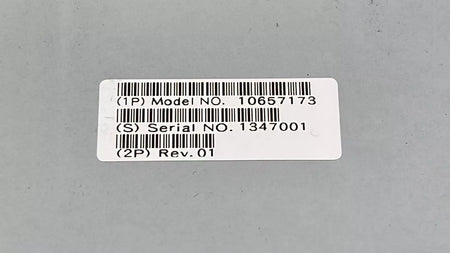 (1P) Model NO. 10657173
(S) Serial NO. 1347001
(2P) Rev. 01